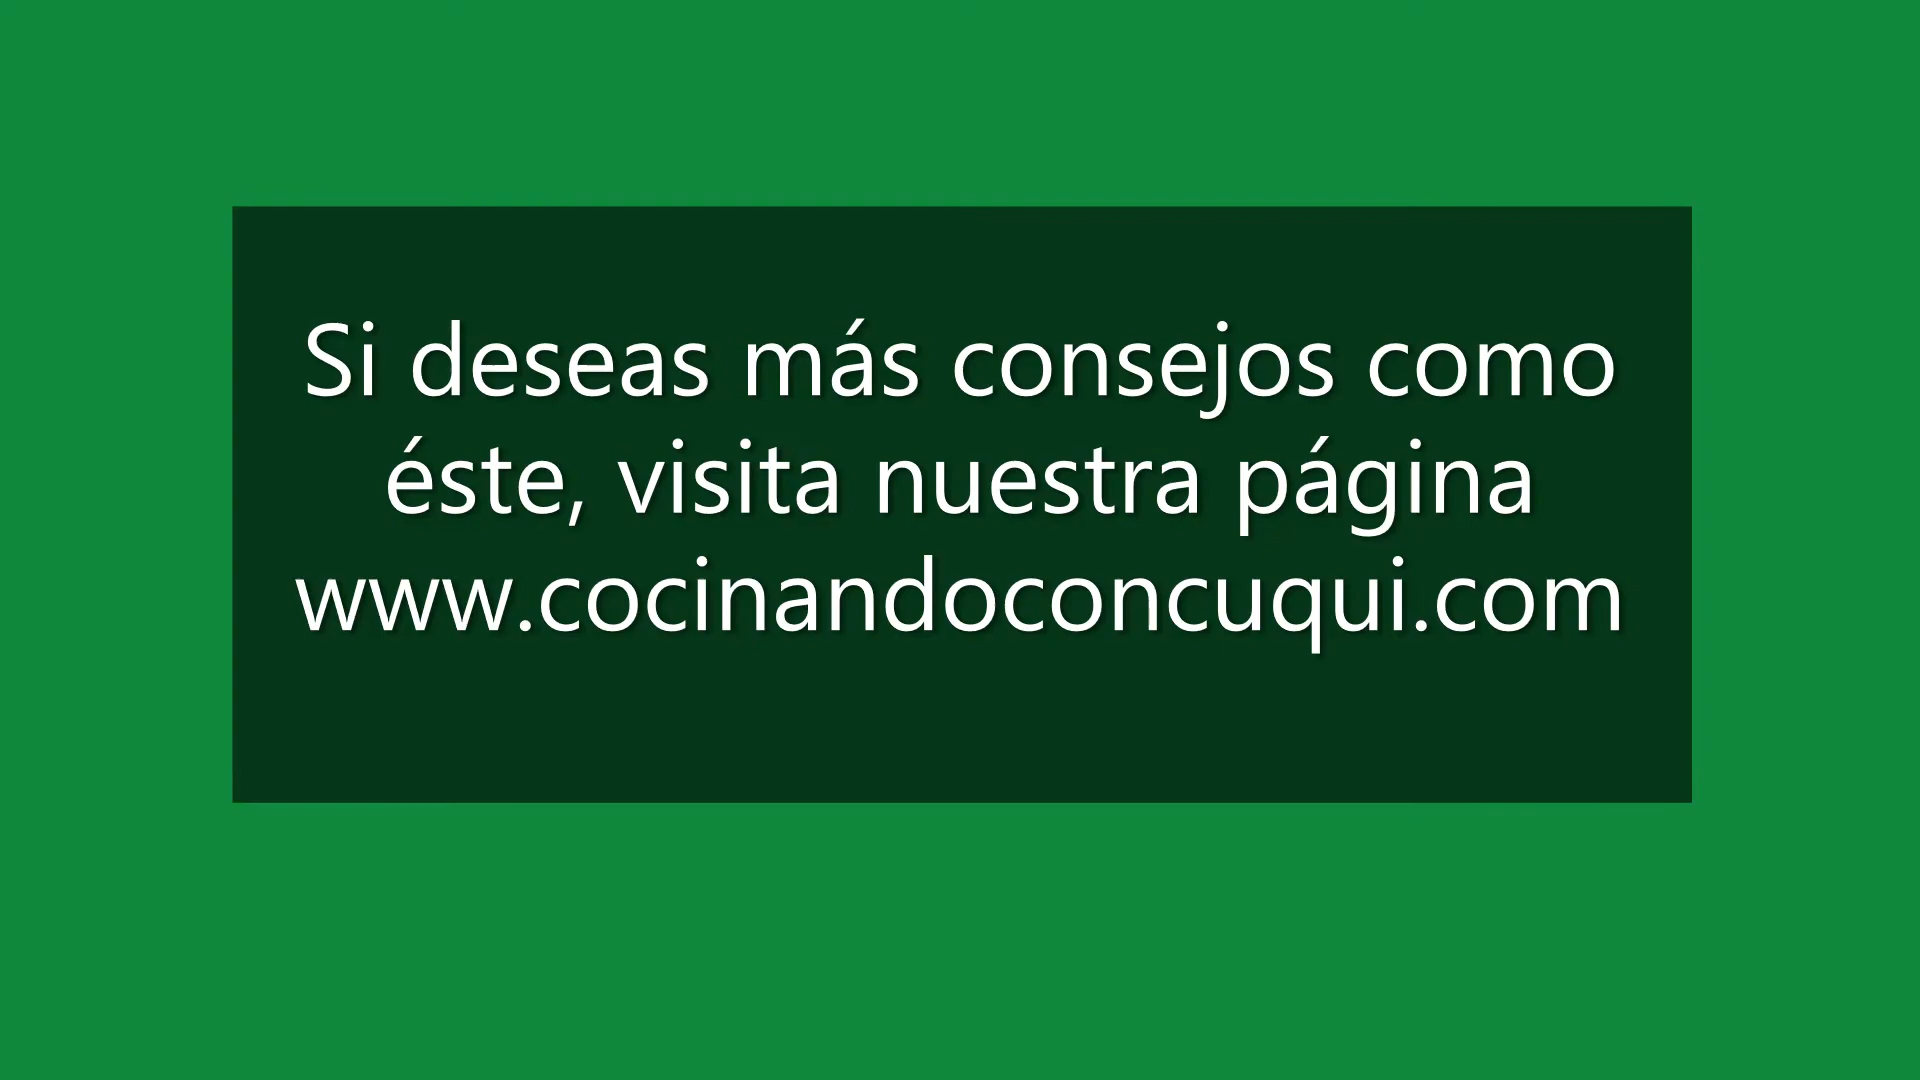 Si deseas más consejos como
éste, visita nuestra página
www.cocinandoconcuqui.com